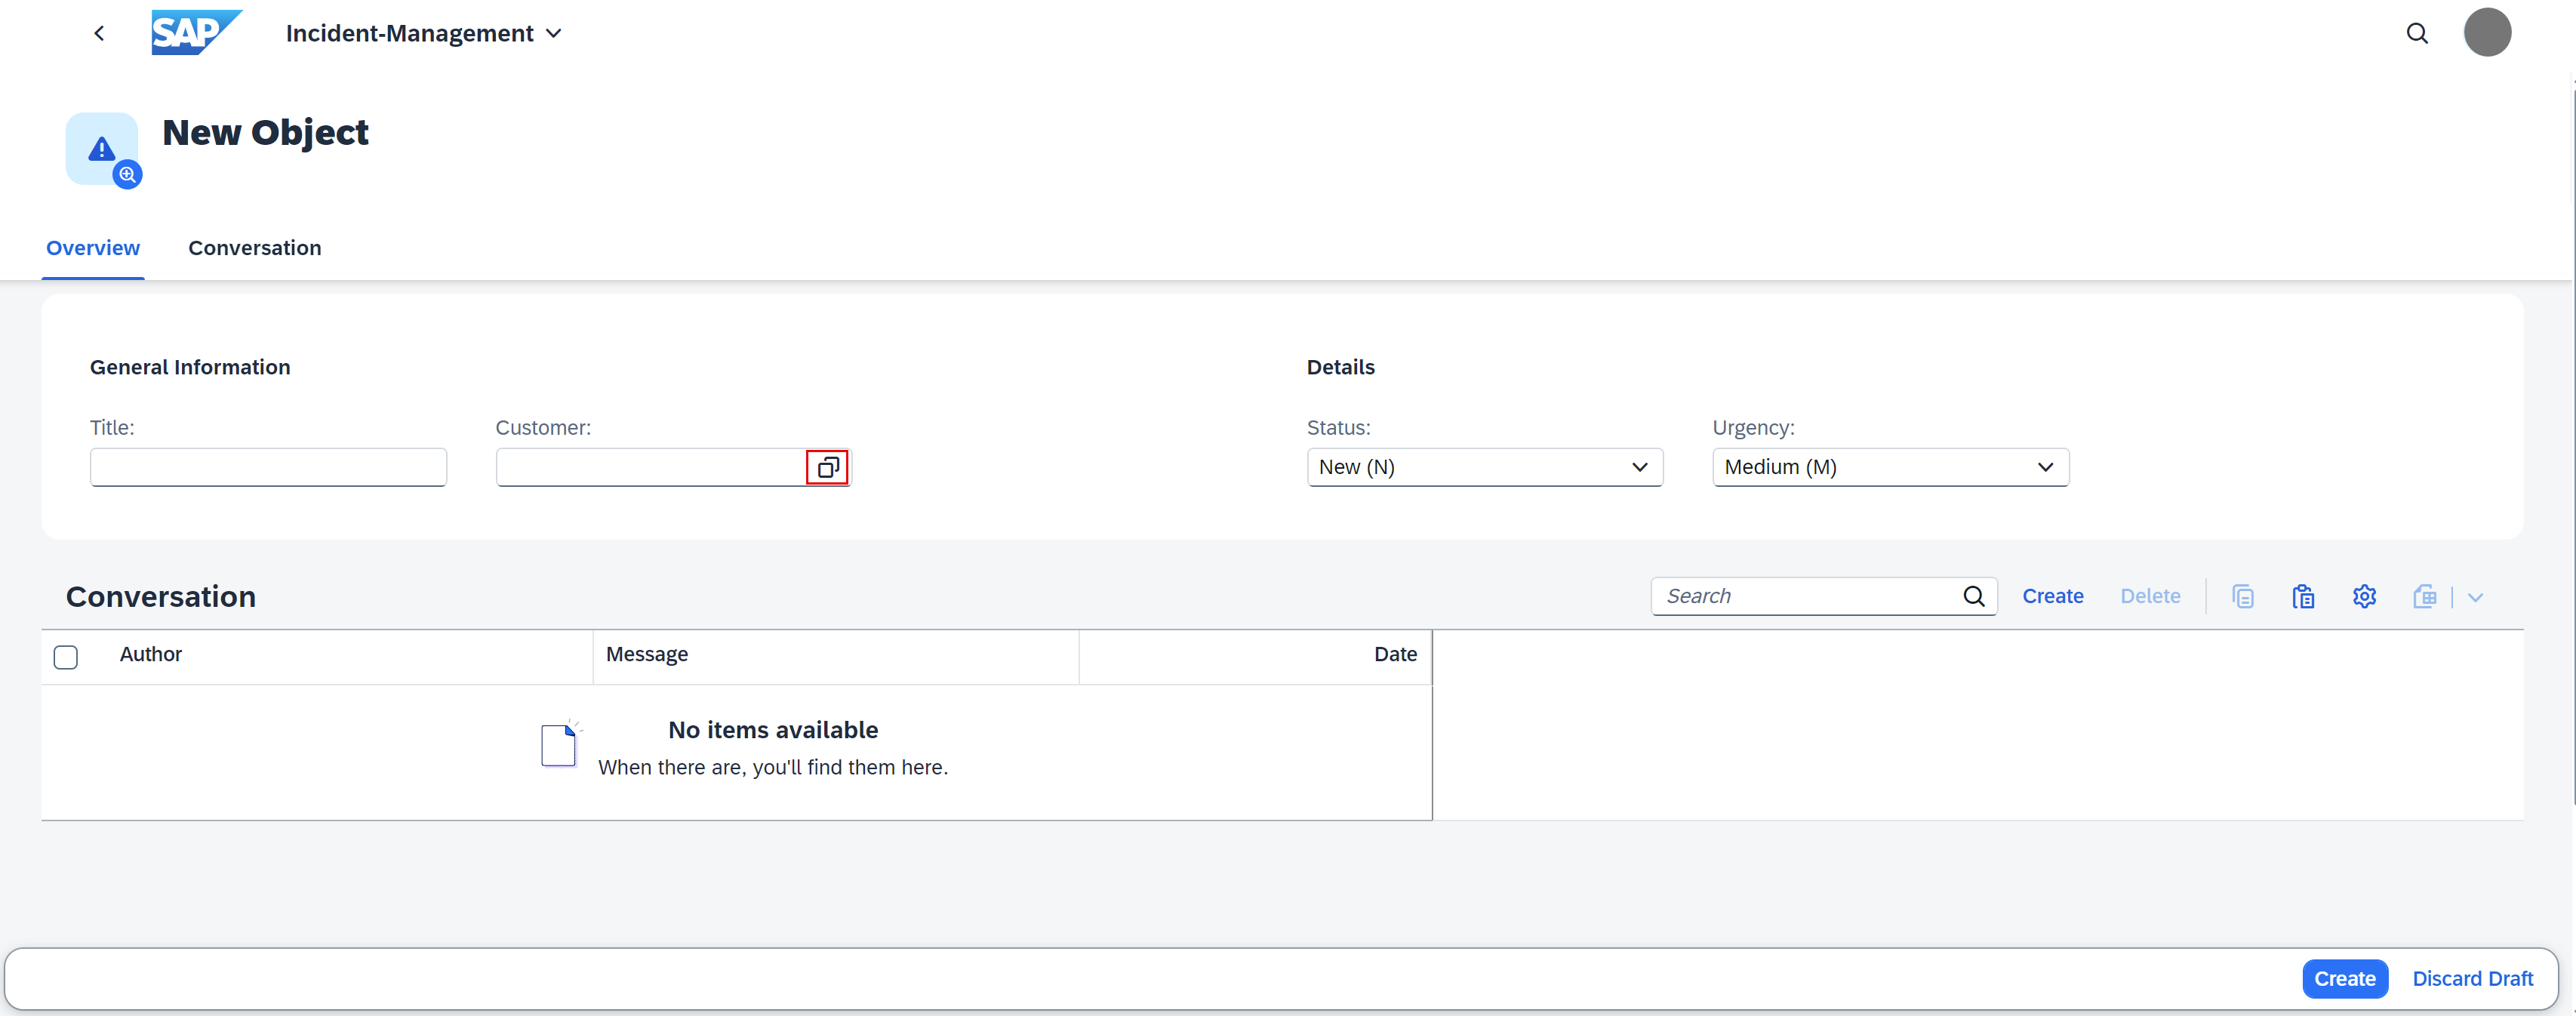 SAP
Incident-Management
New Object
Overview Conversation
General Information
Details
Title:
Customer:
Status:
Urgency:
New (N)
Medium (M)
Conversation
Search
Create
Delete
Author
Message
Date
No items available
When there are, you'll find them here.
Create
Discard Draft